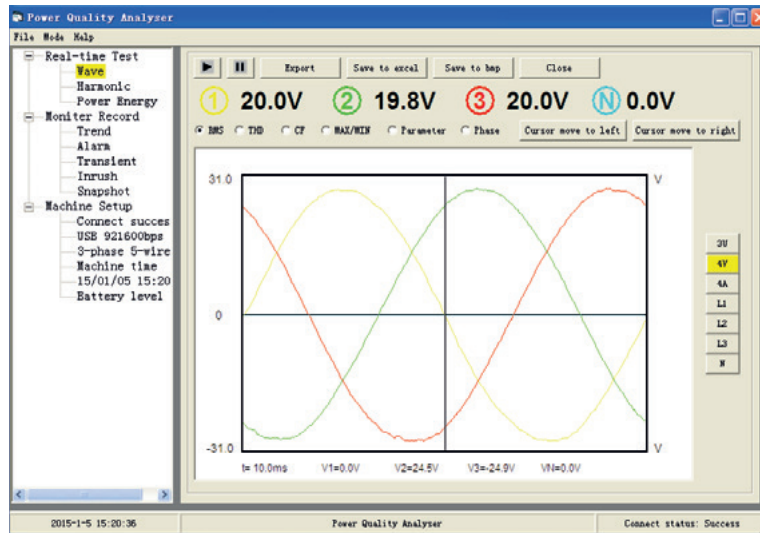 Power Quality Analyser
File Mode Help
Real-time Test
Wave
Harmonic
Power Energy
Moniter Record
Trend
Alarm
Transient
Inrush
Snapshot
Machine Setup
Connect succes
USB 921600bps
3-phase 5-wire
Machine time
15/01/05 15:20
Battery level
Export Save to excel Save to bmp Close
1 20.0V 2 19.8V 3 20.0V N 0.0V
RMS THD CF MAX/MIN Parameter Phase Cursor move to left Cursor move to right
31.0 V
0
-31.0 V
t= 10.0ms V1=0.0V V2=24.5V V3=-24.9V VN=0.0V
3U
4V
4A
L1
L2
L3
N
2015-1-5 15:20:36 Power Quality Analyser Connect status: Success